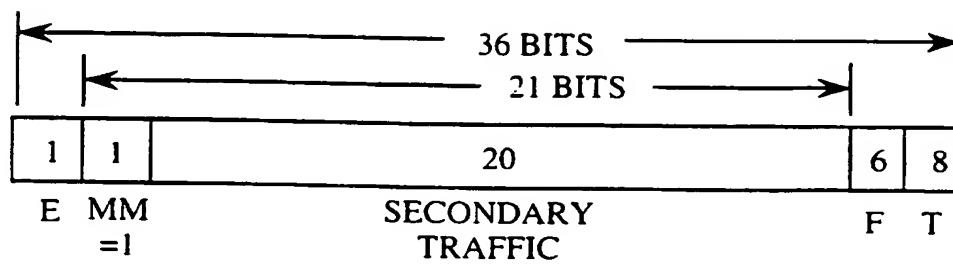 36 BITS
21 BITS
1 1 20 6 8
E MM SECONDARY F T
=1 TRAFFIC